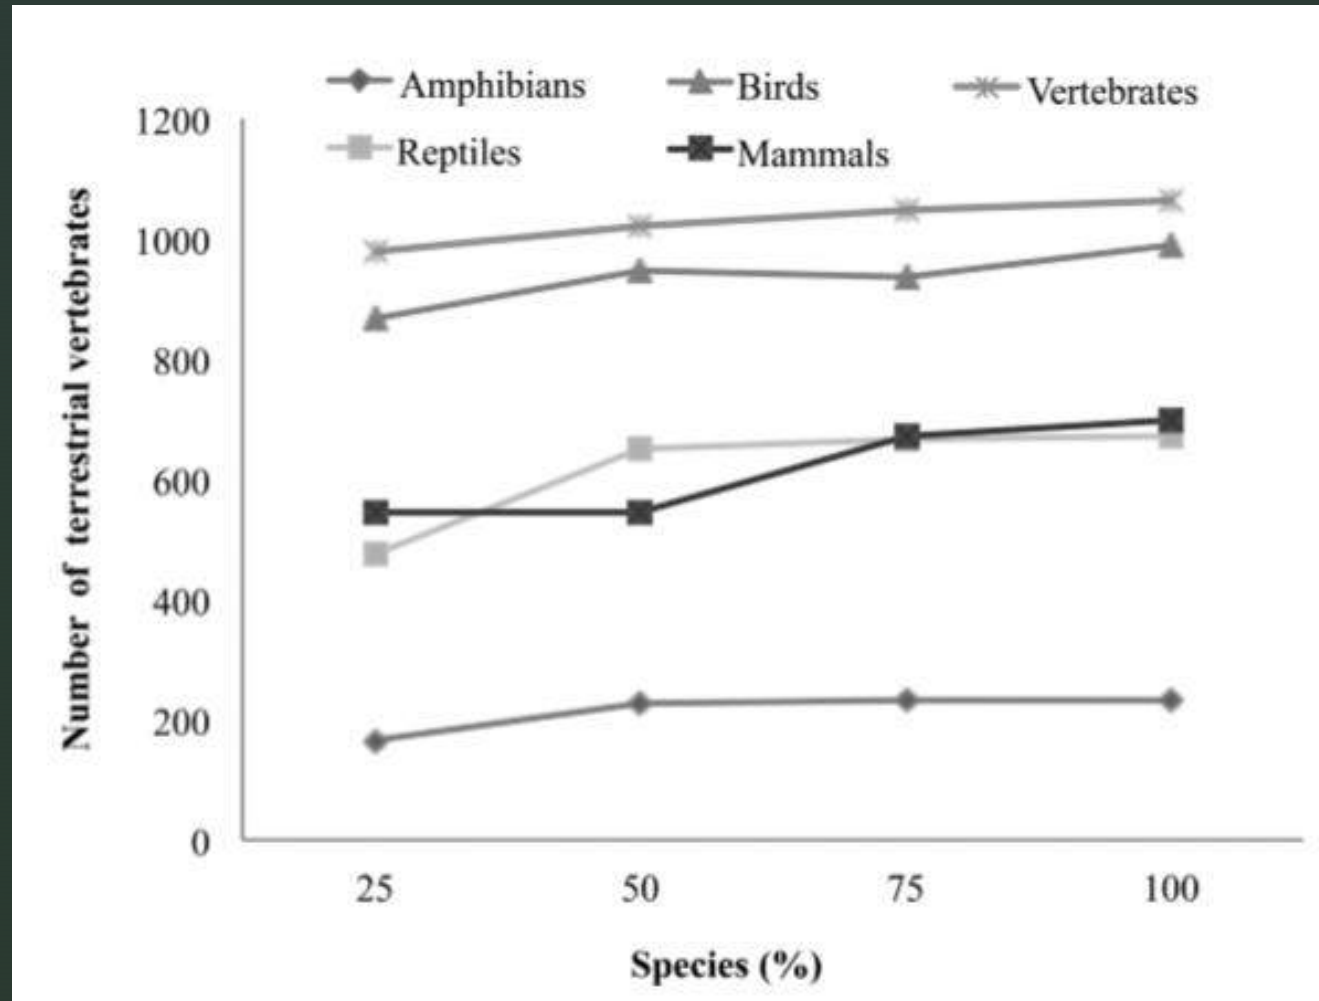 Amphibians
Birds
Vertebrates
Reptiles
Mammals
1200
1000
800
600
400
200
0
Number of terrestrial vertebrates
25 50 75 100
Species (%)